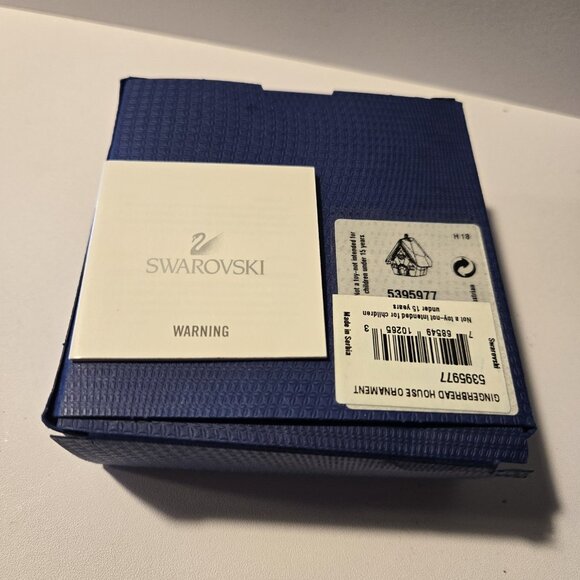 SWAROVSKI
WARNING
Not a toy-not intended for
children under 15 years
H 18
5395977
GINGERBREAD HOUSE ORNAMENT
5395977
Swarovski
7 68549 10265 3
Not a toy-not intended for children
under 15 years
Made in Serbia